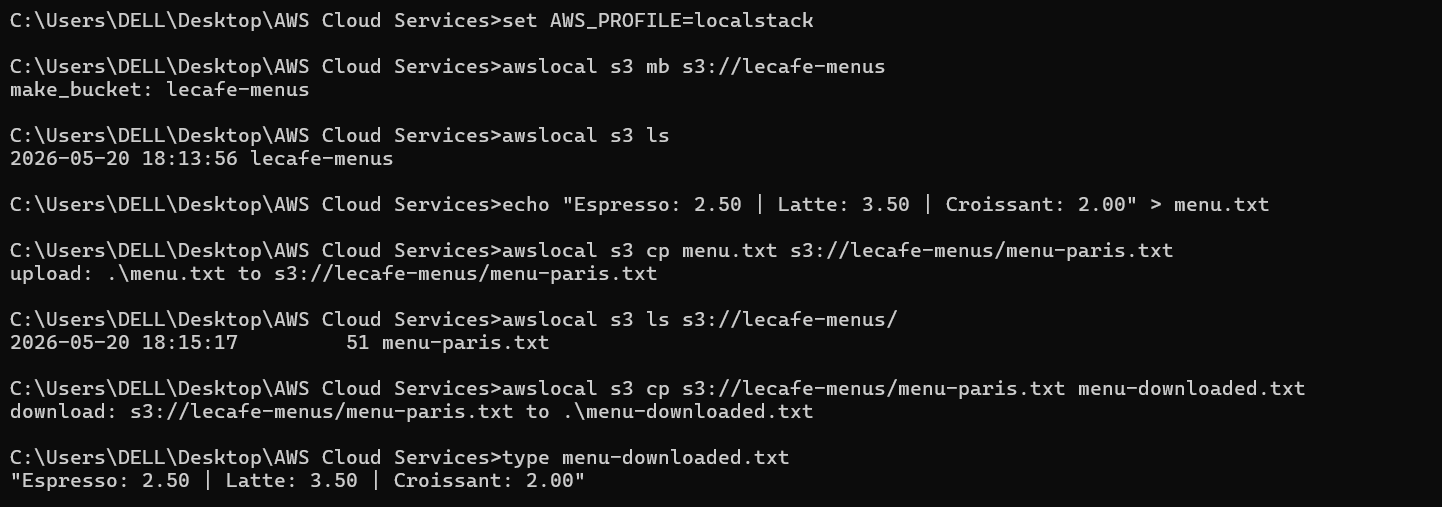 C:\Users\DELL\Desktop\AWS Cloud Services>set AWS_PROFILE=localstack
C:\Users\DELL\Desktop\AWS Cloud Services>awslocal s3 mb s3://lecafe-menus
make_bucket: lecafe-menus
C:\Users\DELL\Desktop\AWS Cloud Services>awslocal s3 ls
2026-05-20 18:13:56 lecafe-menus
C:\Users\DELL\Desktop\AWS Cloud Services>echo "Espresso: 2.50 | Latte: 3.50 | Croissant: 2.00" > menu.txt
C:\Users\DELL\Desktop\AWS Cloud Services>awslocal s3 cp menu.txt s3://lecafe-menus/menu-paris.txt
upload: .\menu.txt to s3://lecafe-menus/menu-paris.txt
C:\Users\DELL\Desktop\AWS Cloud Services>awslocal s3 ls s3://lecafe-menus/
2026-05-20 18:15:17         51 menu-paris.txt
C:\Users\DELL\Desktop\AWS Cloud Services>awslocal s3 cp s3://lecafe-menus/menu-paris.txt menu-downloaded.txt
download: s3://lecafe-menus/menu-paris.txt to .\menu-downloaded.txt
C:\Users\DELL\Desktop\AWS Cloud Services>type menu-downloaded.txt
"Espresso: 2.50 | Latte: 3.50 | Croissant: 2.00"